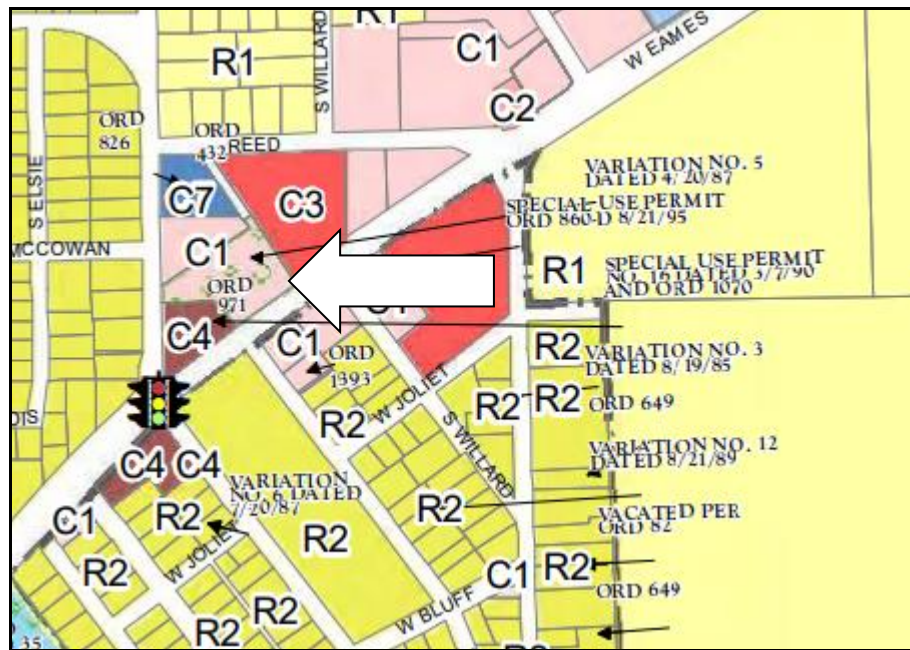 R1
S WILLARD
C1
W EAMES
C2
ORD
826
ORD
432
REED
S ELSIE
C7
C3
VARIATION NO. 5
DATED 4/20/87
SPECIAL USE PERMIT
ORD 860-D 8/21/95
MCCOWAN
C1
R1
SPECIAL USE PERMIT
NO. 16 DATED 3/7/90
AND ORD 1070
ORD
971
C4
C1
ORD
1393
R2
VARIATION NO. 3
DATED 8/19/85
W JOLIET
R2
R2
R2
ORD 649
DIS
S WILLARD
C4
C4
VARIATION NO. 12
DATED 8/21/89
VARIATION
NO. 6 DATED
7/20/87
R2
R2
VACATED PER
ORD 82
C1
R2
W JOLIET
R2
C1
R2
ORD 649
R2
R2
W BLUFF
35